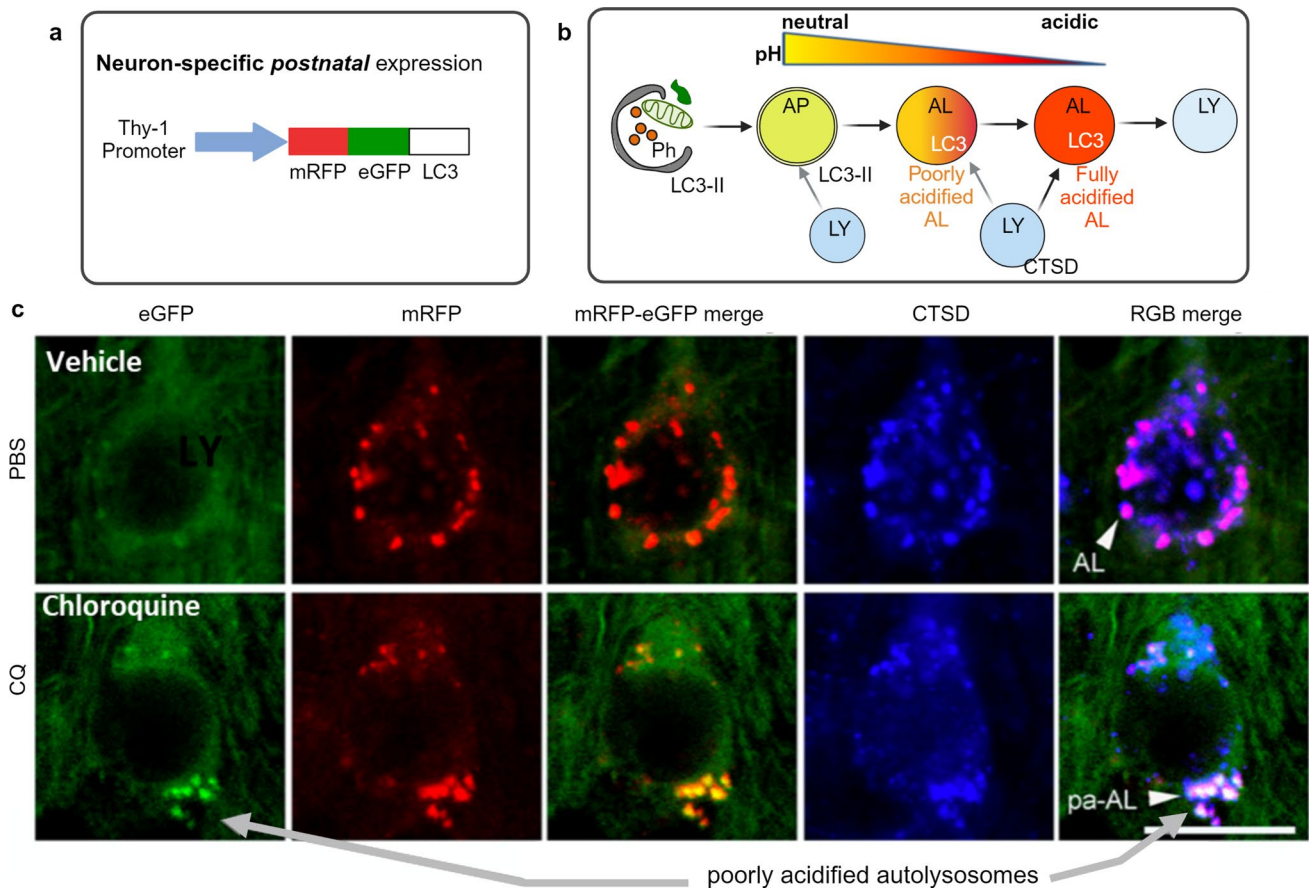 a
Neuron-specific postnatal expression
Thy-1
Promoter
mRFP eGFP LC3
b
neutral acidic
pH
AP AL AL LY
LC3 LC3
Ph
LC3-II
LC3-II
Poorly
acidified
AL
Fully
acidified
AL
LY
LY
CTSD
c
eGFP mRFP mRFP-eGFP merge CTSD RGB merge
PBS
Vehicle
LY
AL
CQ
Chloroquine
pa-AL
poorly acidified autolysosomes